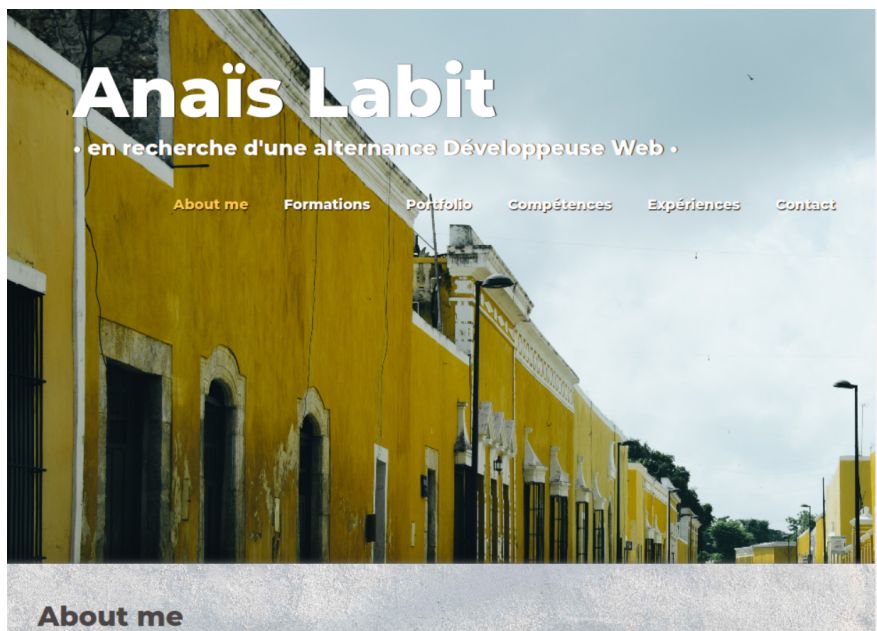 Anaïs Labit
• en recherche d'une alternance Développeuse Web •
About me Formations Portfolio Compétences Expériences Contact
About me